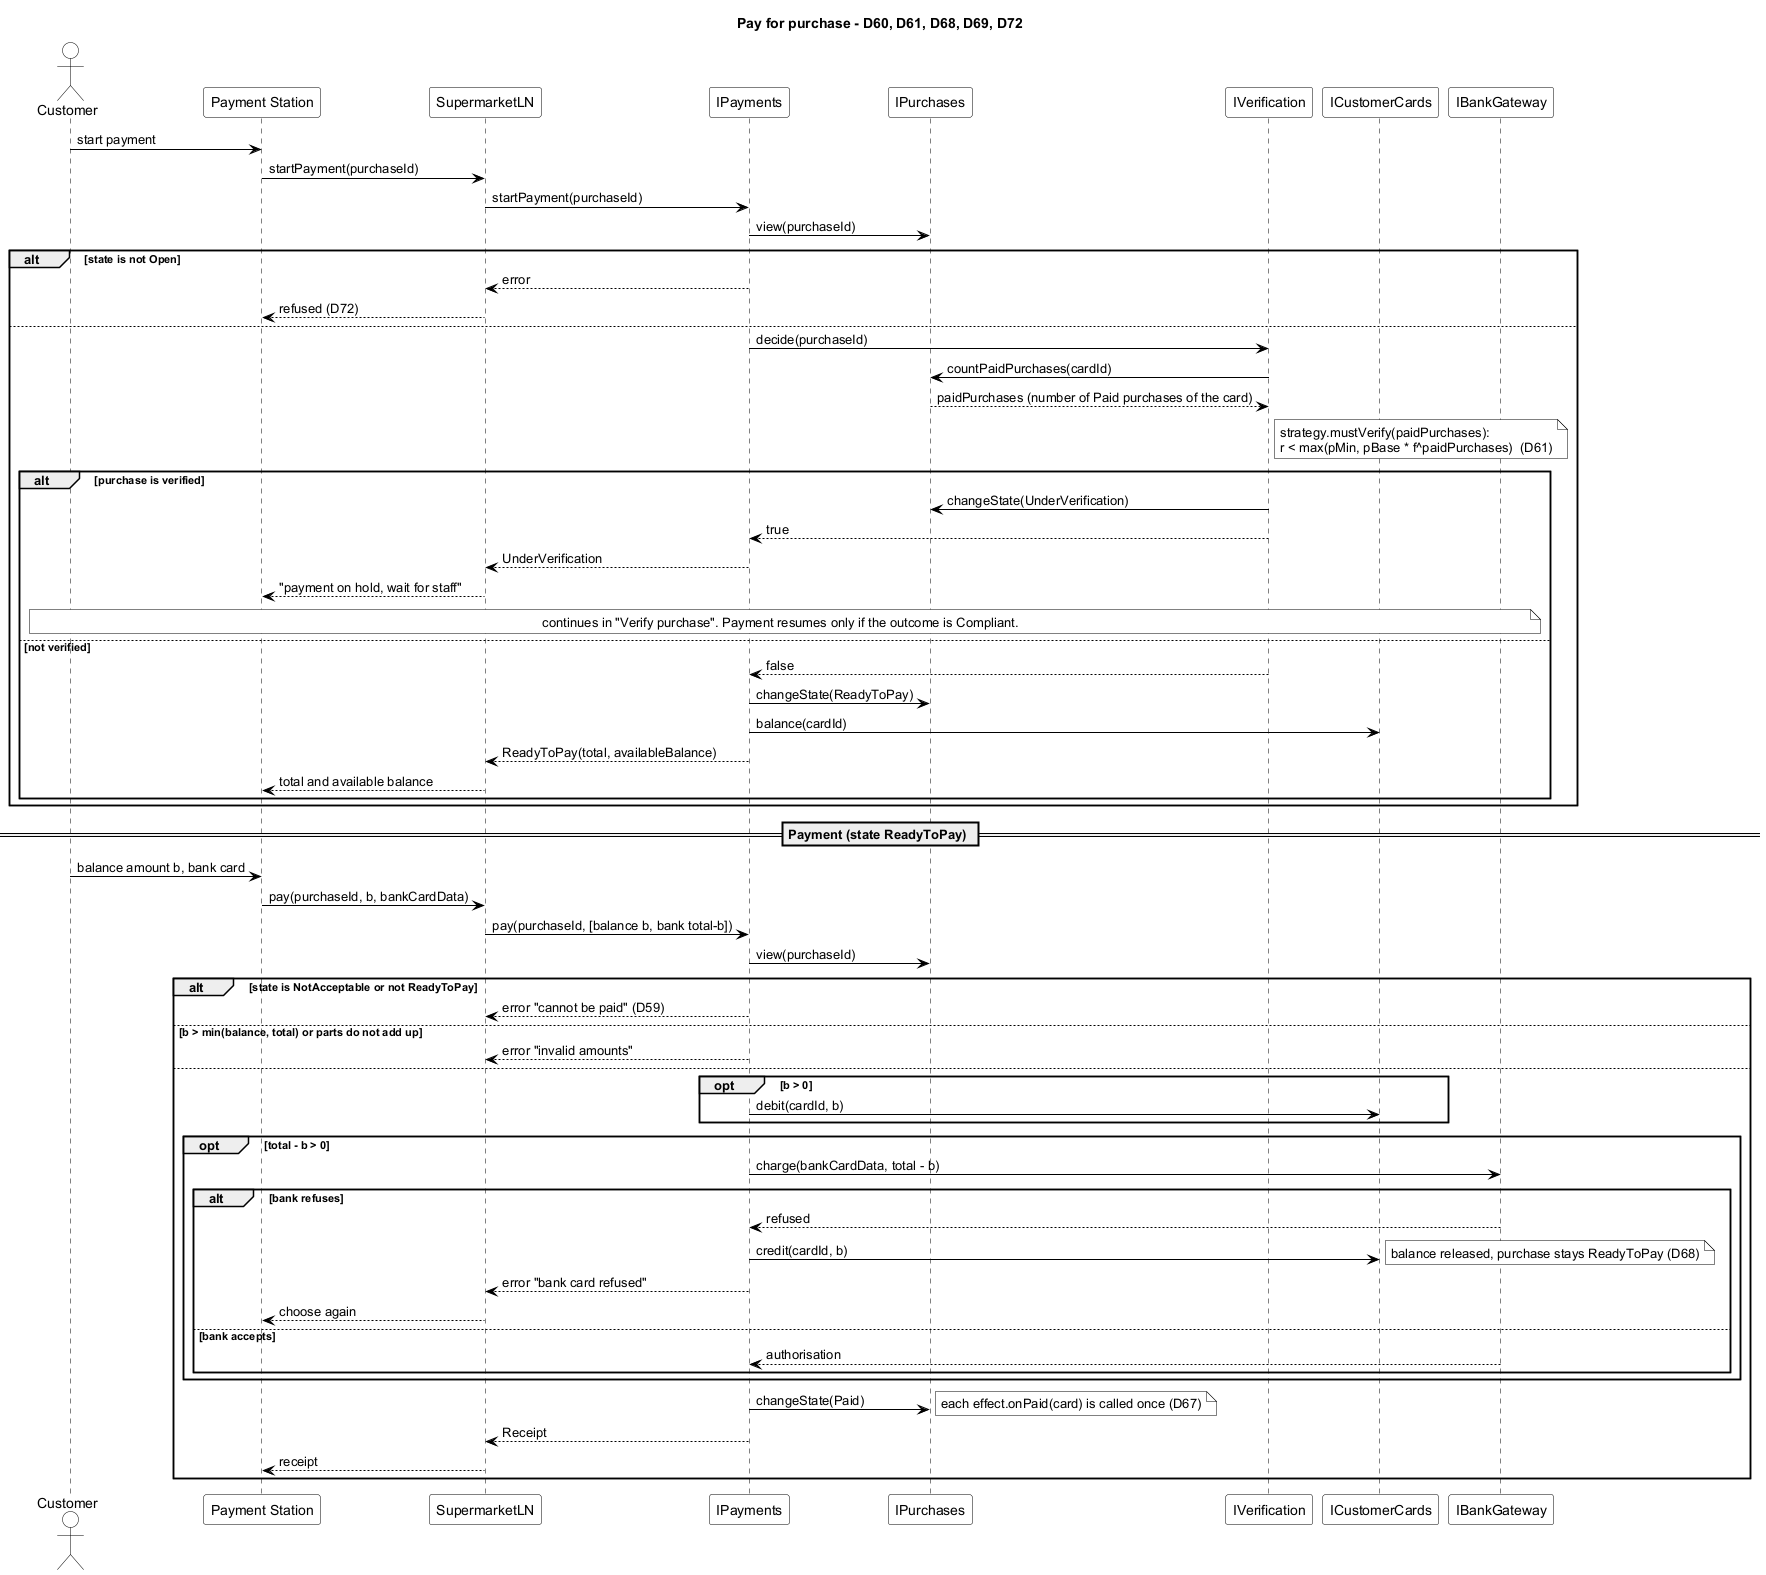 Pay for purchase - D60, D61, D68, D69, D72
Customer
Payment Station
SupermarketLN
IPayments
IPurchases
IVerification
ICustomerCards
IBankGateway
start payment
startPayment(purchaseId)
startPayment(purchaseId)
view(purchaseId)
alt [state is not Open]
error
refused (D72)
decide(purchaseId)
countPaidPurchases(cardId)
paidPurchases (number of Paid purchases of the card)
strategy.mustVerify(paidPurchases):
r < max(pMin, pBase * f^paidPurchases)  (D61)
alt [purchase is verified]
changeState(UnderVerification)
true
UnderVerification
"payment on hold, wait for staff"
continues in "Verify purchase". Payment resumes only if the outcome is Compliant.
[not verified]
false
changeState(ReadyToPay)
balance(cardId)
ReadyToPay(total, availableBalance)
total and available balance
Payment (state ReadyToPay)
balance amount b, bank card
pay(purchaseId, b, bankCardData)
pay(purchaseId, [balance b, bank total-b])
view(purchaseId)
alt [state is NotAcceptable or not ReadyToPay]
error "cannot be paid" (D59)
[b > min(balance, total) or parts do not add up]
error "invalid amounts"
opt [b > 0]
debit(cardId, b)
opt [total - b > 0]
charge(bankCardData, total - b)
alt [bank refuses]
refused
credit(cardId, b)
balance released, purchase stays ReadyToPay (D68)
error "bank card refused"
choose again
[bank accepts]
authorisation
changeState(Paid)
each effect.onPaid(card) is called once (D67)
Receipt
receipt
Customer
Payment Station
SupermarketLN
IPayments
IPurchases
IVerification
ICustomerCards
IBankGateway